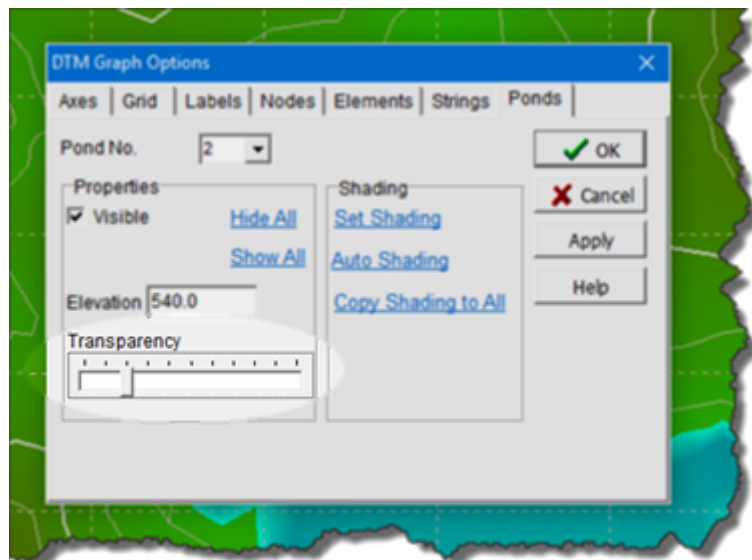 DTM Graph Options
Axes Grid Labels Nodes Elements Strings Ponds
Pond No. 2
OK
Properties
Shading
Cancel
Visible Hide All
Set Shading
Show All
Auto Shading
Apply
Elevation 540.0
Copy Shading to All
Help
Transparency